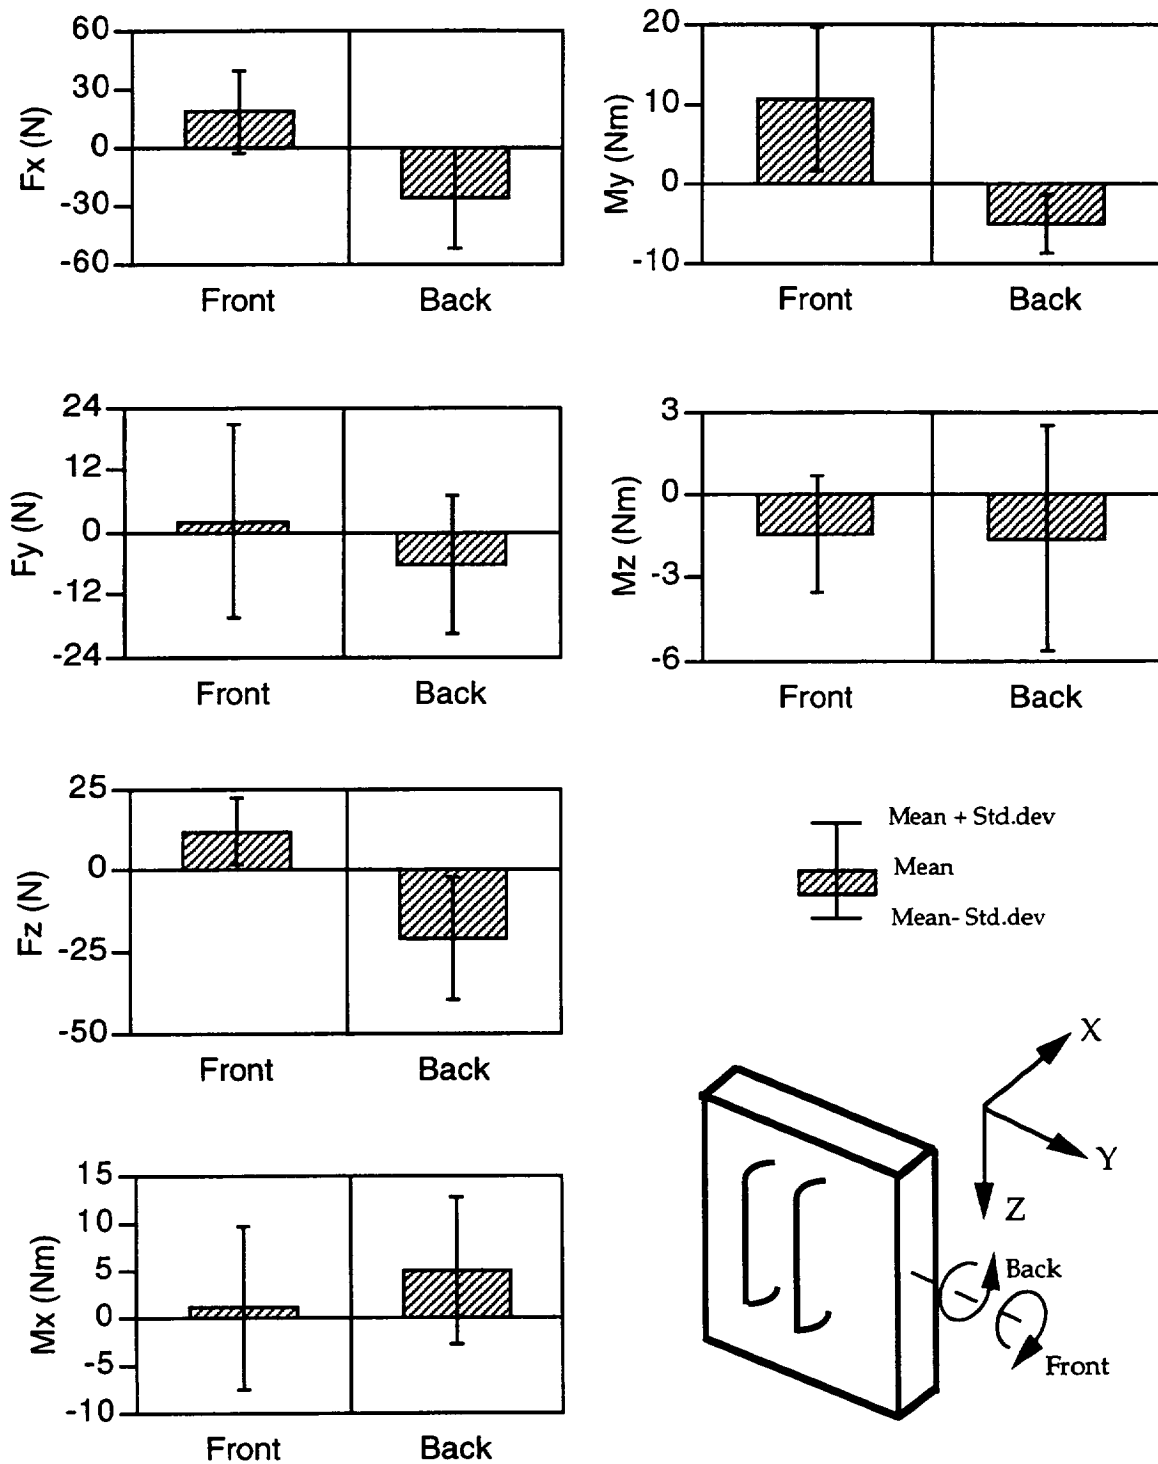 60
30
0
-30
-60
Fx (N)
Front Back
20
10
0
-10
My (Nm)
Front Back
24
12
0
-12
-24
Fy (N)
Front Back
3
0
-3
-6
Mz (Nm)
Front Back
25
0
-25
-50
Fz (N)
Front Back
Mean + Std.dev
Mean
Mean- Std.dev
15
10
5
0
-5
-10
Mx (Nm)
Front Back
X
Y
Z
Back
Front